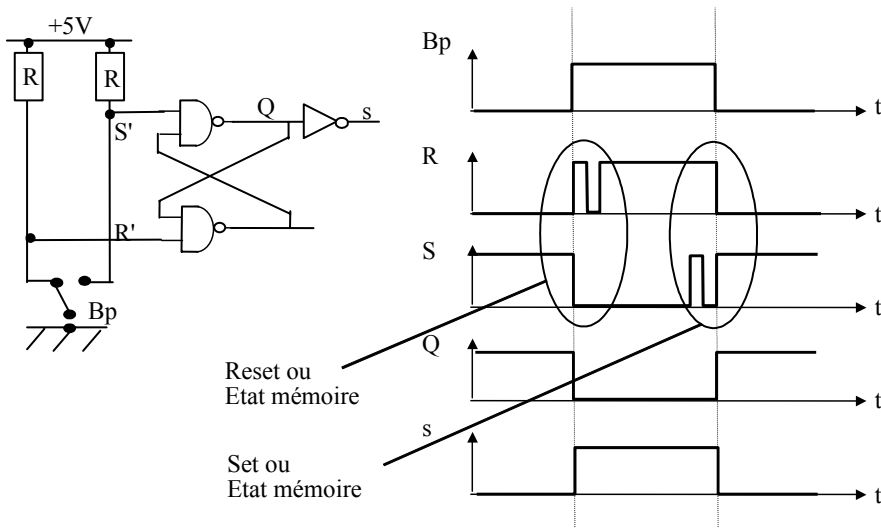 +5V
R
R
S'
R'
Q
s
Bp
Bp
t
R
t
S
t
Reset ou
Etat mémoire
Q
t
Set ou
Etat mémoire
s
t